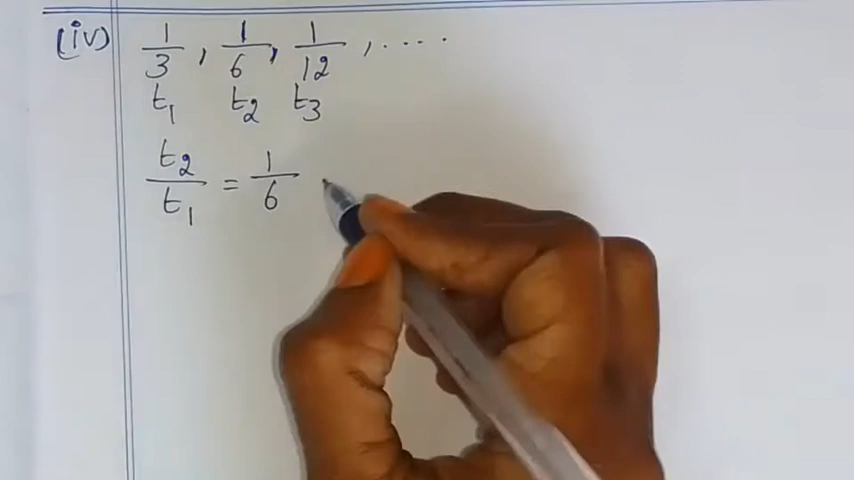 (iv) 1/3, 1/6, 1/12, ....
t1 t2 t3
t2/t1 = 1/6